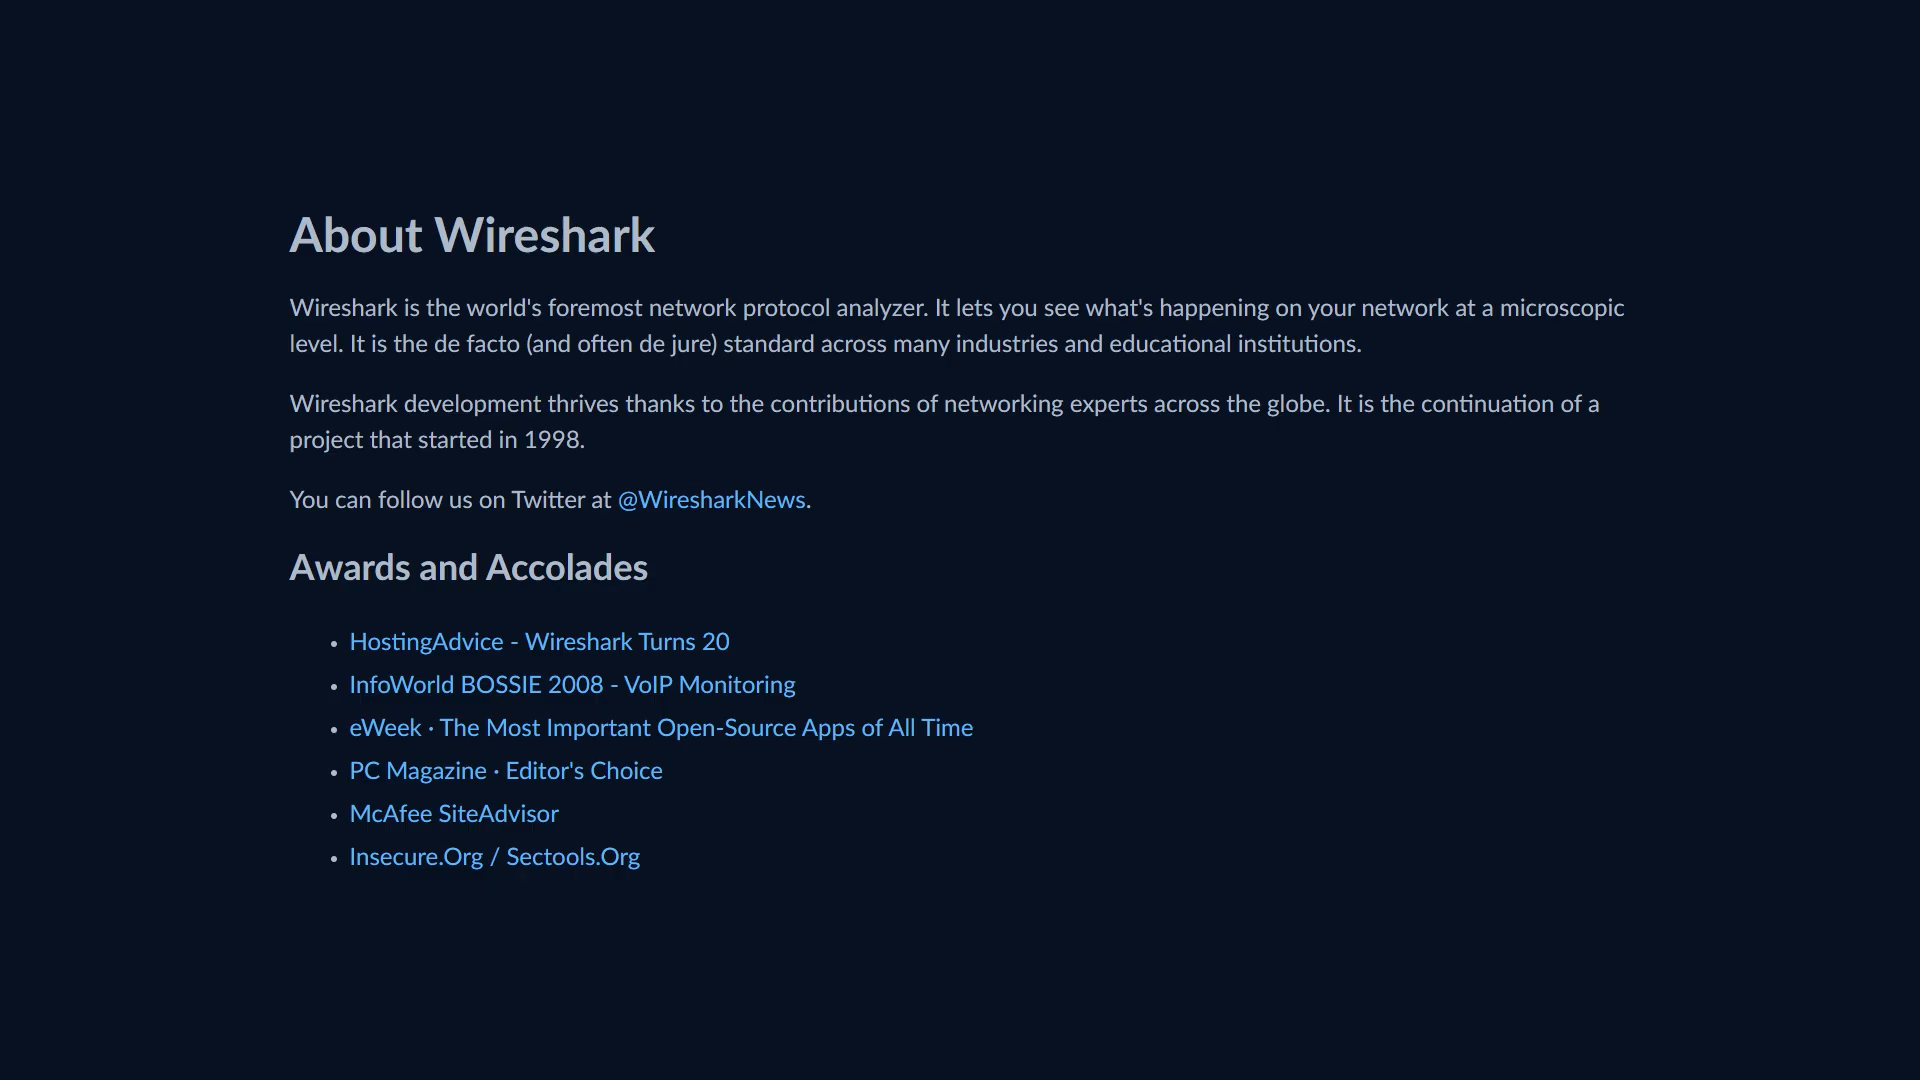 About Wireshark
Wireshark is the world's foremost network protocol analyzer. It lets you see what's happening on your network at a microscopic
level. It is the de facto (and often de jure) standard across many industries and educational institutions.
Wireshark development thrives thanks to the contributions of networking experts across the globe. It is the continuation of a
project that started in 1998.
You can follow us on Twitter at @WiresharkNews.
Awards and Accolades
• HostingAdvice - Wireshark Turns 20
• InfoWorld BOSSIE 2008 - VoIP Monitoring
• eWeek · The Most Important Open-Source Apps of All Time
• PC Magazine · Editor's Choice
• McAfee SiteAdvisor
• Insecure.Org / Sectools.Org